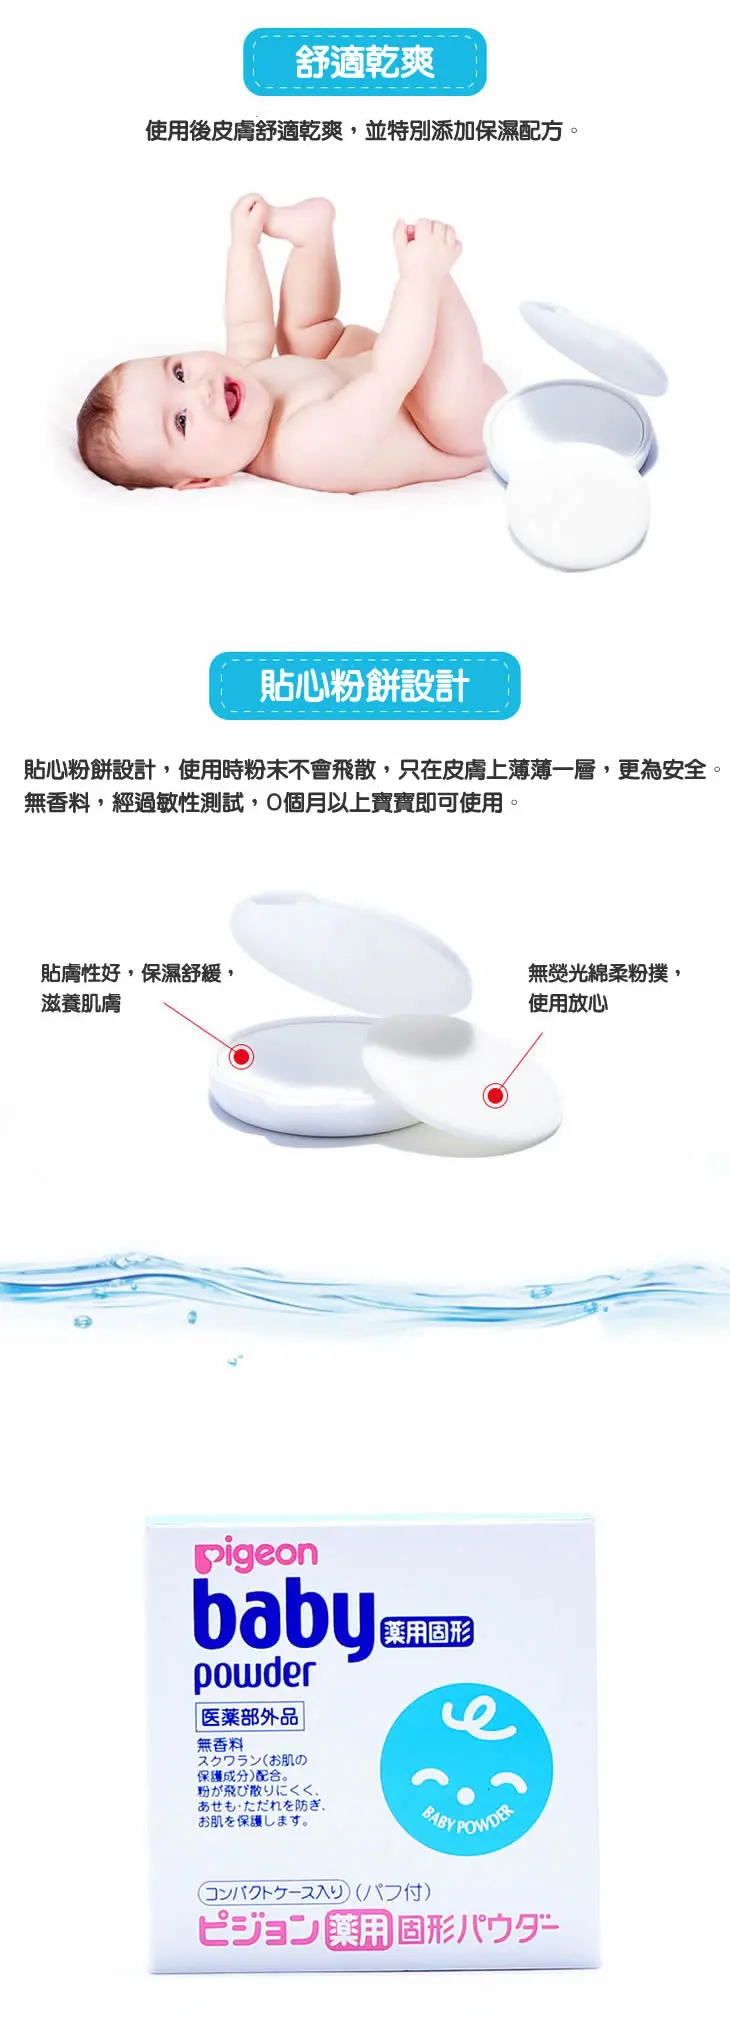 舒適乾爽
使用後皮膚舒適乾爽，並特別添加保濕配方。
貼心粉餅設計
貼心粉餅設計，使用時粉末不會飛散，只在皮膚上薄薄一層，更為安全。
無香料，經過敏性測試，0個月以上寶寶即可使用。
貼膚性好，保濕舒緩，
滋養肌膚
無熒光綿柔粉撲，
使用放心
Pigeon
baby 薬用固形
powder
医薬部外品
無香料
スクワラン(お肌の
保護成分)配合。
粉が飛び散りにくく、
あせも・ただれを防ぎ、
お肌を保護します。
BABY POWDER
コンパクトケース入り (パフ付)
ピジョン 薬用 固形パウダー